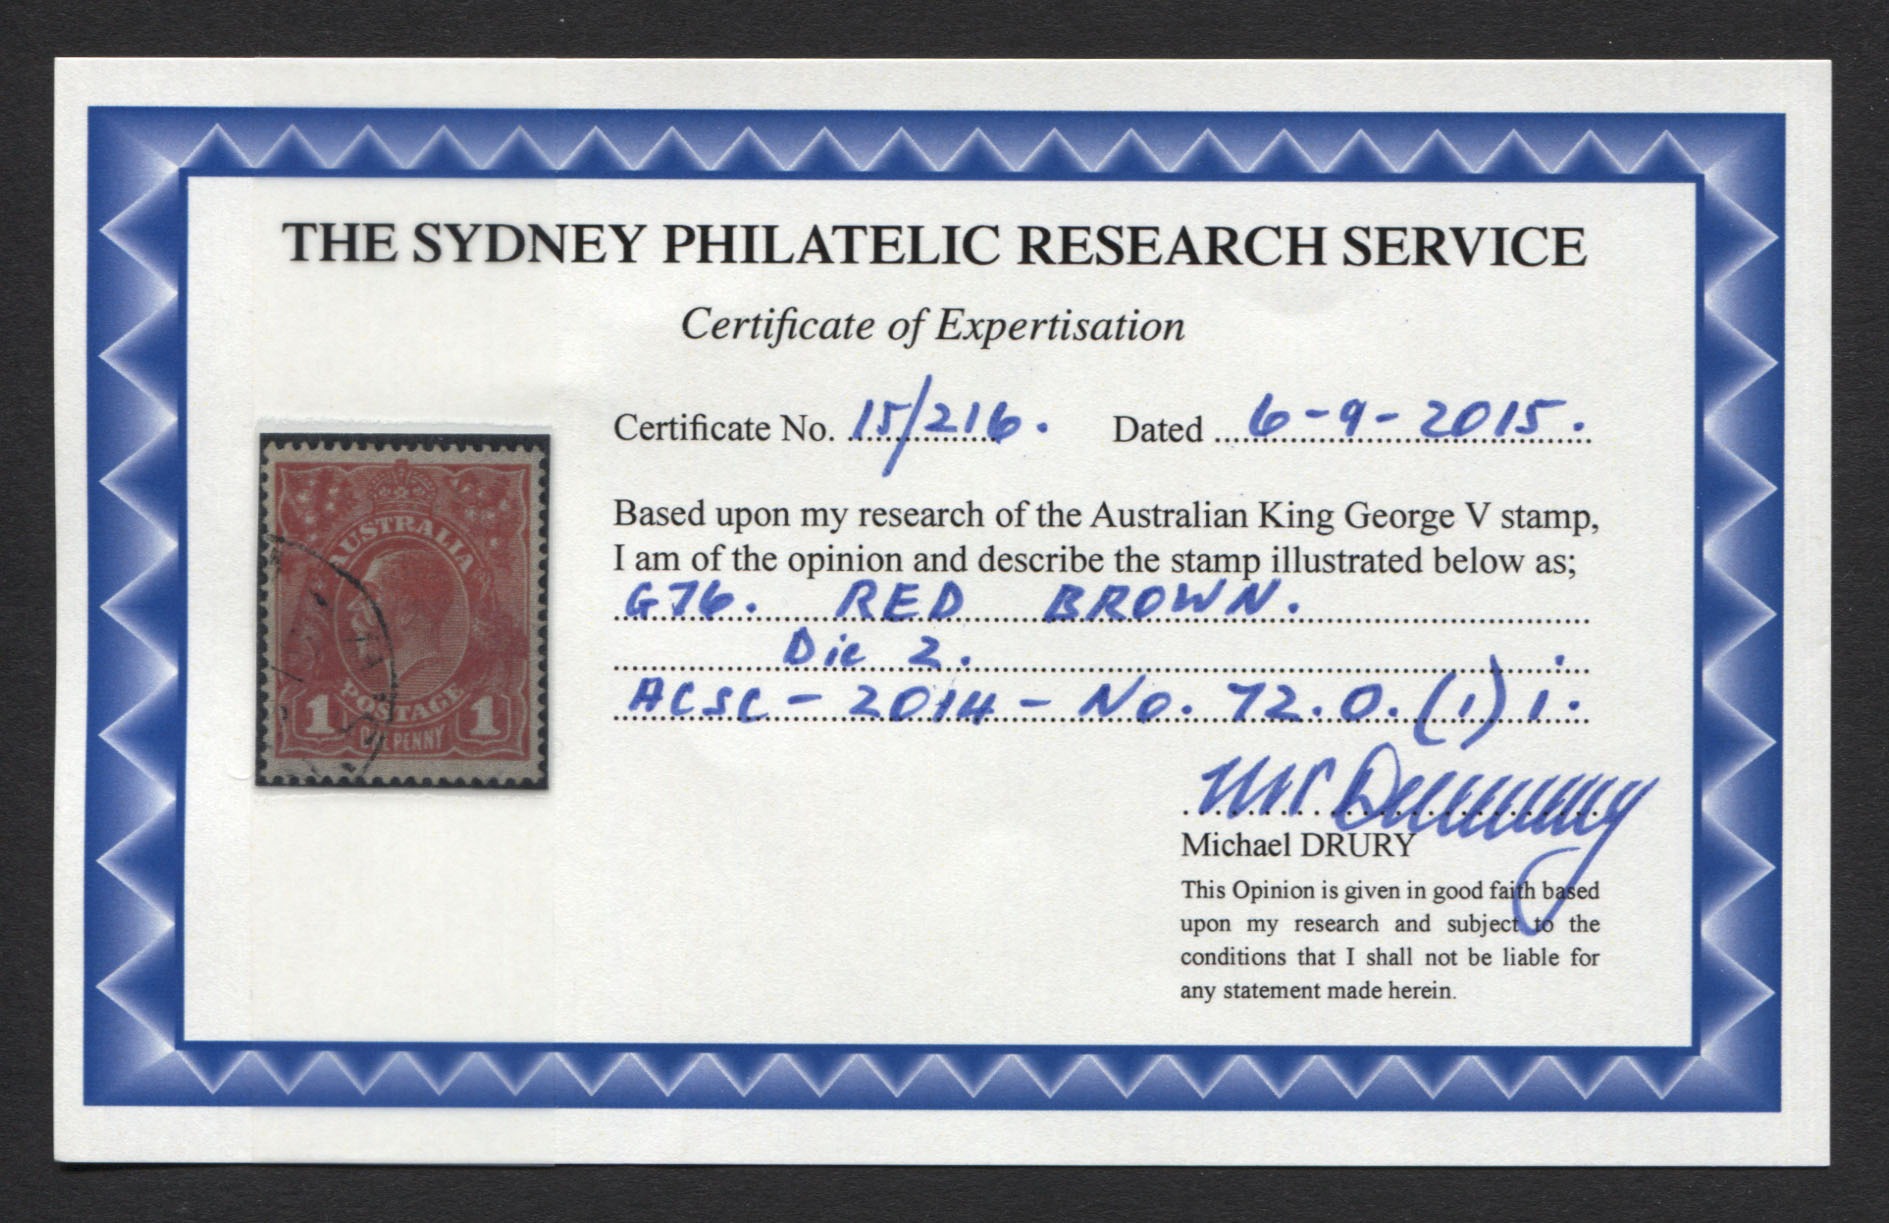 THE SYDNEY PHILATELIC RESEARCH SERVICE
Certificate of Expertisation
Certificate No. 15/216. Dated 6-9-2015.
Based upon my research of the Australian King George V stamp,
I am of the opinion and describe the stamp illustrated below as;
G76. RED BROWN.
Die 2.
ACSC - 2014 - No. 72.O.(1)i.
AUSTRALIA
POSTAGE
1 1
ONE PENNY
Michael DRURY
This Opinion is given in good faith based
upon my research and subject to the
conditions that I shall not be liable for
any statement made herein.